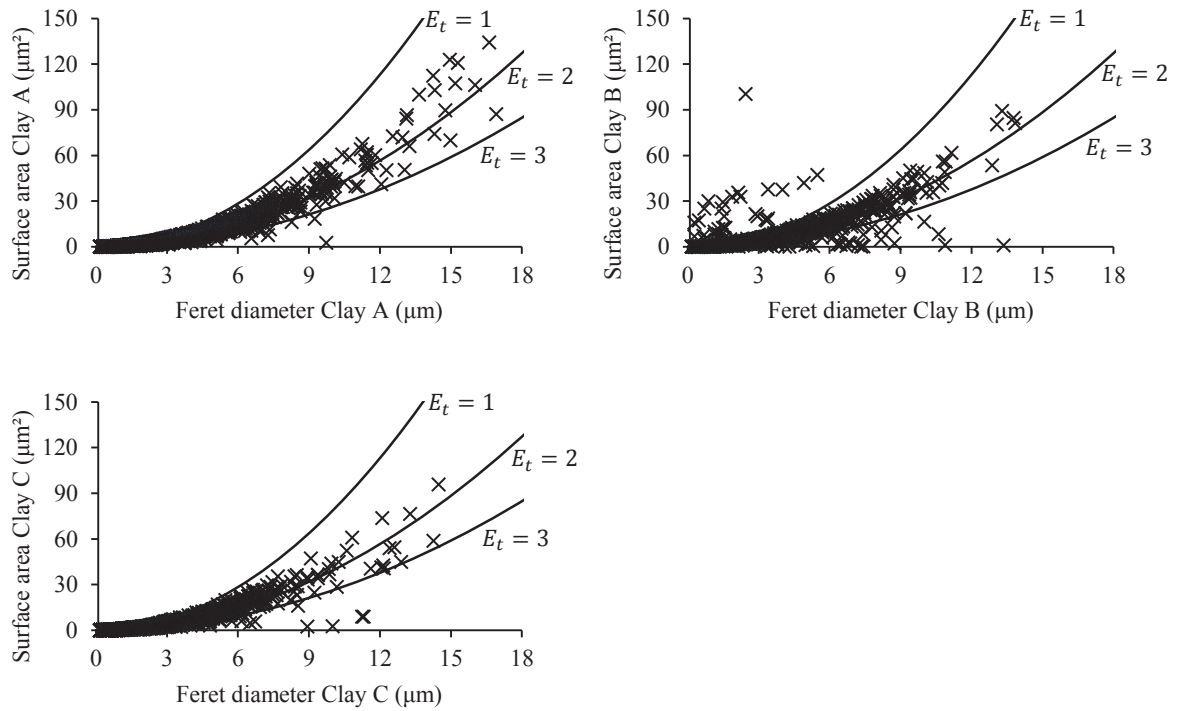 Surface area Clay A (μm²)
150
120
90
60
30
0
0 3 6 9 12 15 18
Feret diameter Clay A (μm)
E_t = 1
E_t = 2
E_t = 3
Surface area Clay B (μm²)
150
120
90
60
30
0
0 3 6 9 12 15 18
Feret diameter Clay B (μm)
E_t = 1
E_t = 2
E_t = 3
Surface area Clay C (μm²)
150
120
90
60
30
0
0 3 6 9 12 15 18
Feret diameter Clay C (μm)
E_t = 1
E_t = 2
E_t = 3